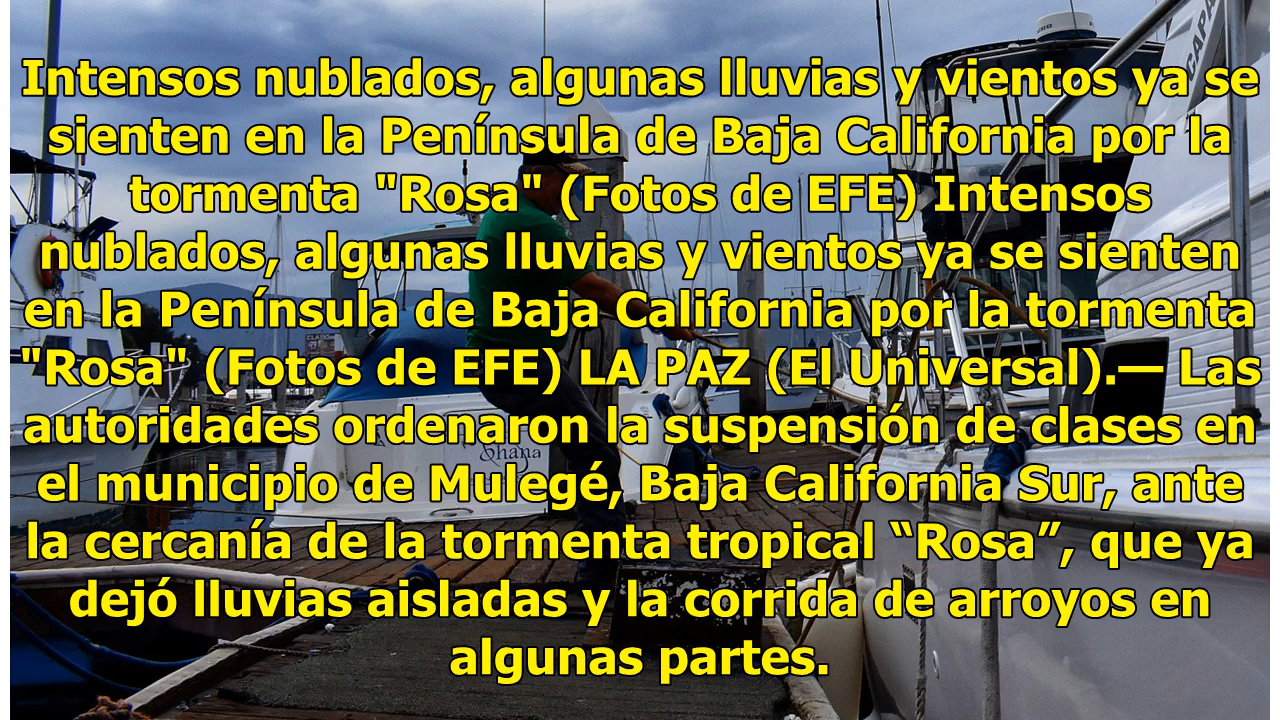 Intensos nublados, algunas lluvias y vientos ya se
sienten en la Península de Baja California por la
tormenta "Rosa" (Fotos de EFE) Intensos
nublados, algunas lluvias y vientos ya se sienten
en la Península de Baja California por la tormenta
"Rosa" (Fotos de EFE) LA PAZ (El Universal).— Las
autoridades ordenaron la suspensión de clases en
el municipio de Mulegé, Baja California Sur, ante
la cercanía de la tormenta tropical “Rosa”, que ya
dejó lluvias aisladas y la corrida de arroyos en
algunas partes.
Shana